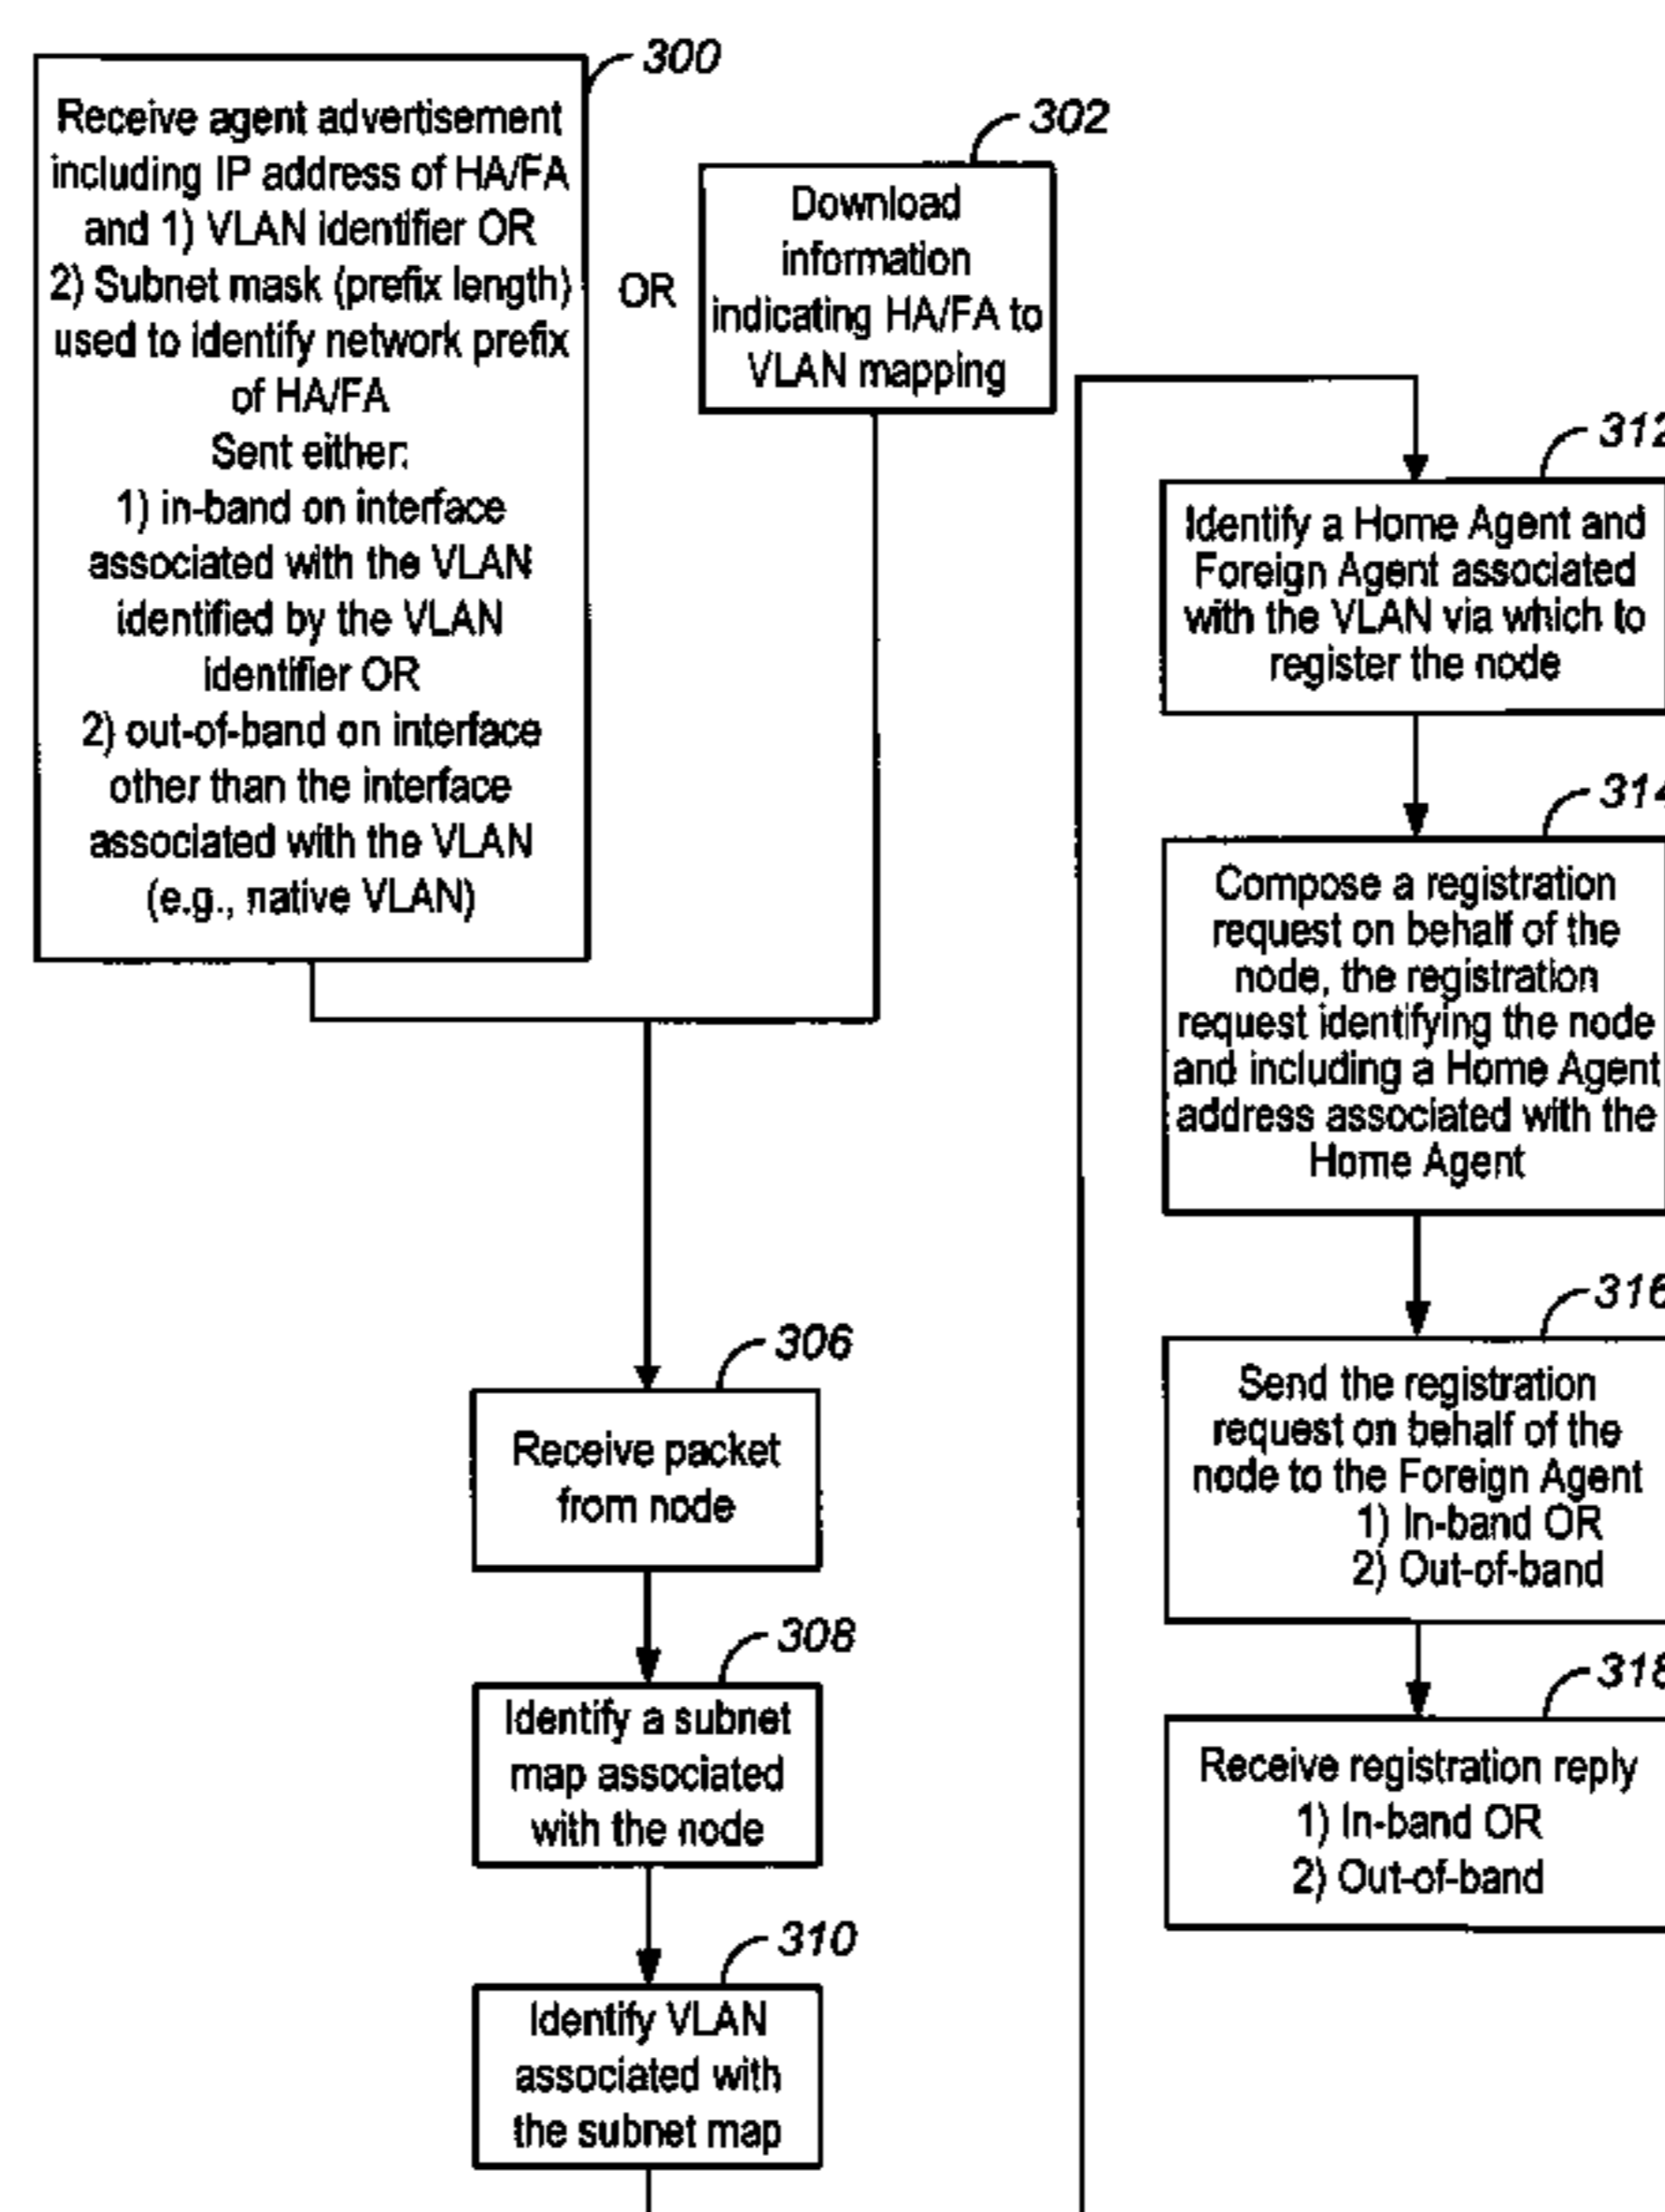 300
Receive agent advertisement
including IP address of HA/FA
and 1) VLAN identifier OR
2) Subnet mask (prefix length)
used to identify network prefix
of HA/FA
Sent either:
1) in-band on interface
associated with the VLAN
identified by the VLAN
identifier OR
2) out-of-band on interface
other than the interface
associated with the VLAN
(e.g., native VLAN)
OR
302
Download
information
indicating HA/FA to
VLAN mapping
306
Receive packet
from node
308
Identify a subnet
map associated
with the node
310
Identify VLAN
associated with
the subnet map
312
Identify a Home Agent and
Foreign Agent associated
with the VLAN via which to
register the node
314
Compose a registration
request on behalf of the
node, the registration
request identifying the node
and including a Home Agent
address associated with the
Home Agent
316
Send the registration
request on behalf of the
node to the Foreign Agent
1) In-band OR
2) Out-of-band
318
Receive registration reply
1) In-band OR
2) Out-of-band